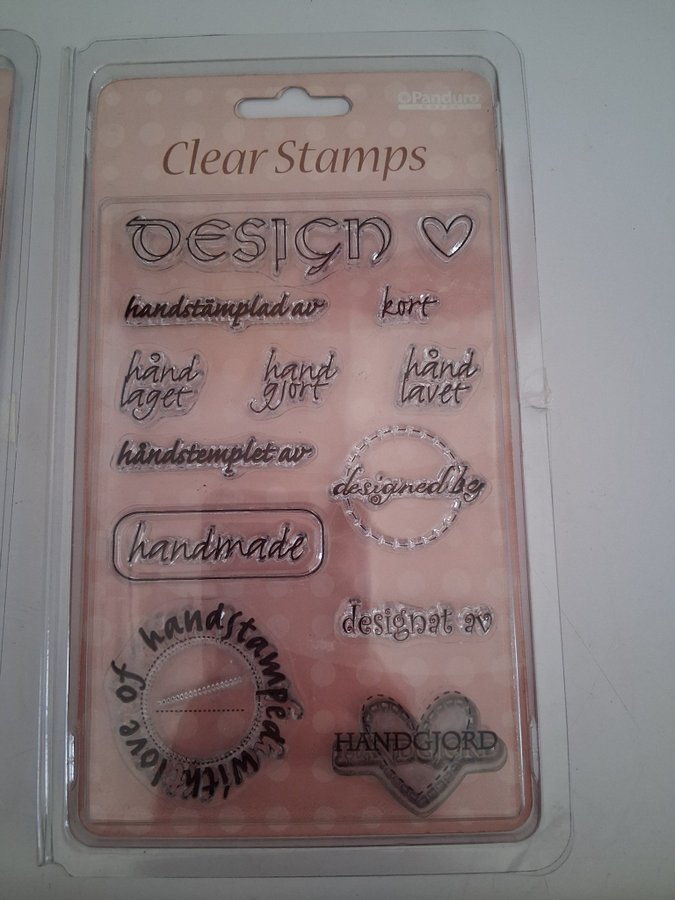 Panduro
Clear Stamps
DESIGN
handstämplad av
kort
hånd
laget
hand
gjort
hånd
lavet
håndstemplet av
designed by
handmade
designat av
handstamped with love of
HANDGJORD